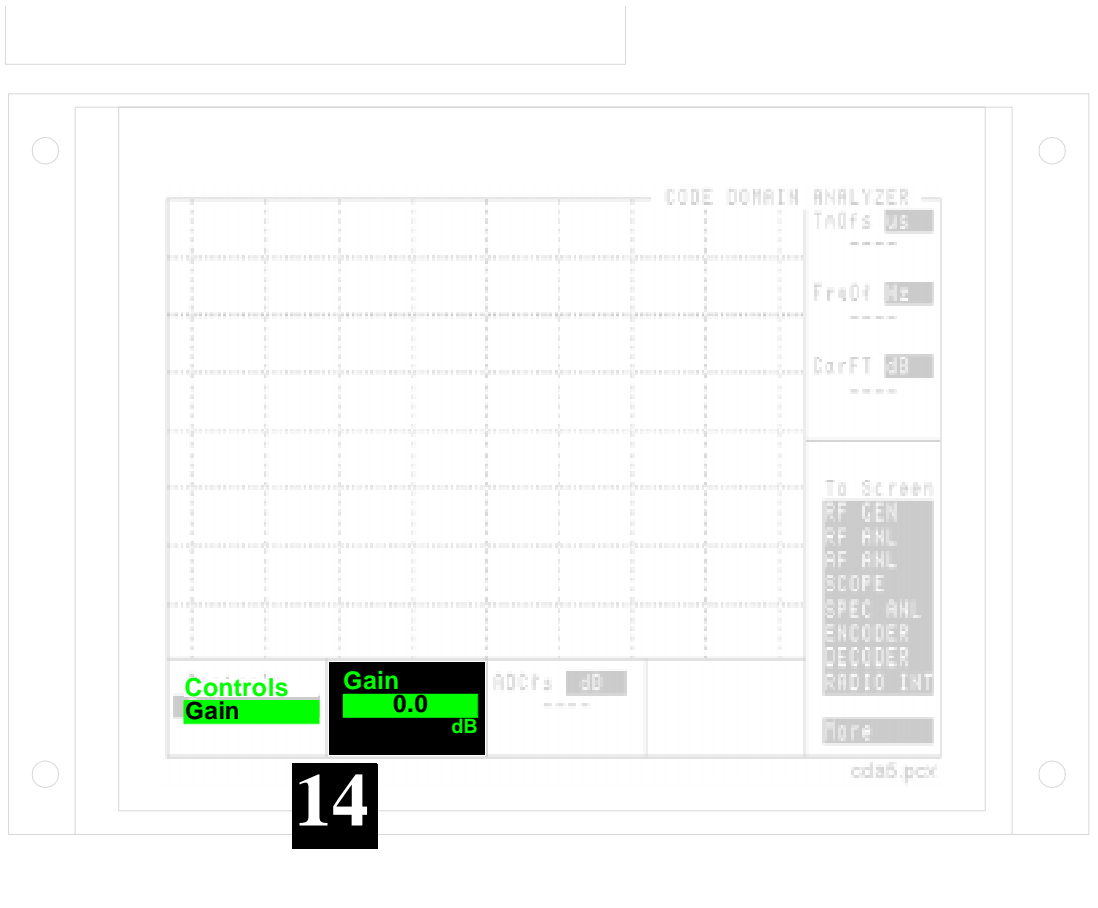 CODE DOMAIN ANALYZER
TmOfs us
----
FrqOf Hz
----
CarFT dB
----
To Screen
RF GEN
RF ANL
AF ANL
SCOPE
SPEC ANL
ENCODER
DECODER
RADIO INT
More
Controls
Gain
Gain
0.0
dB
ADCfs dB
----
cda6.pcx
14